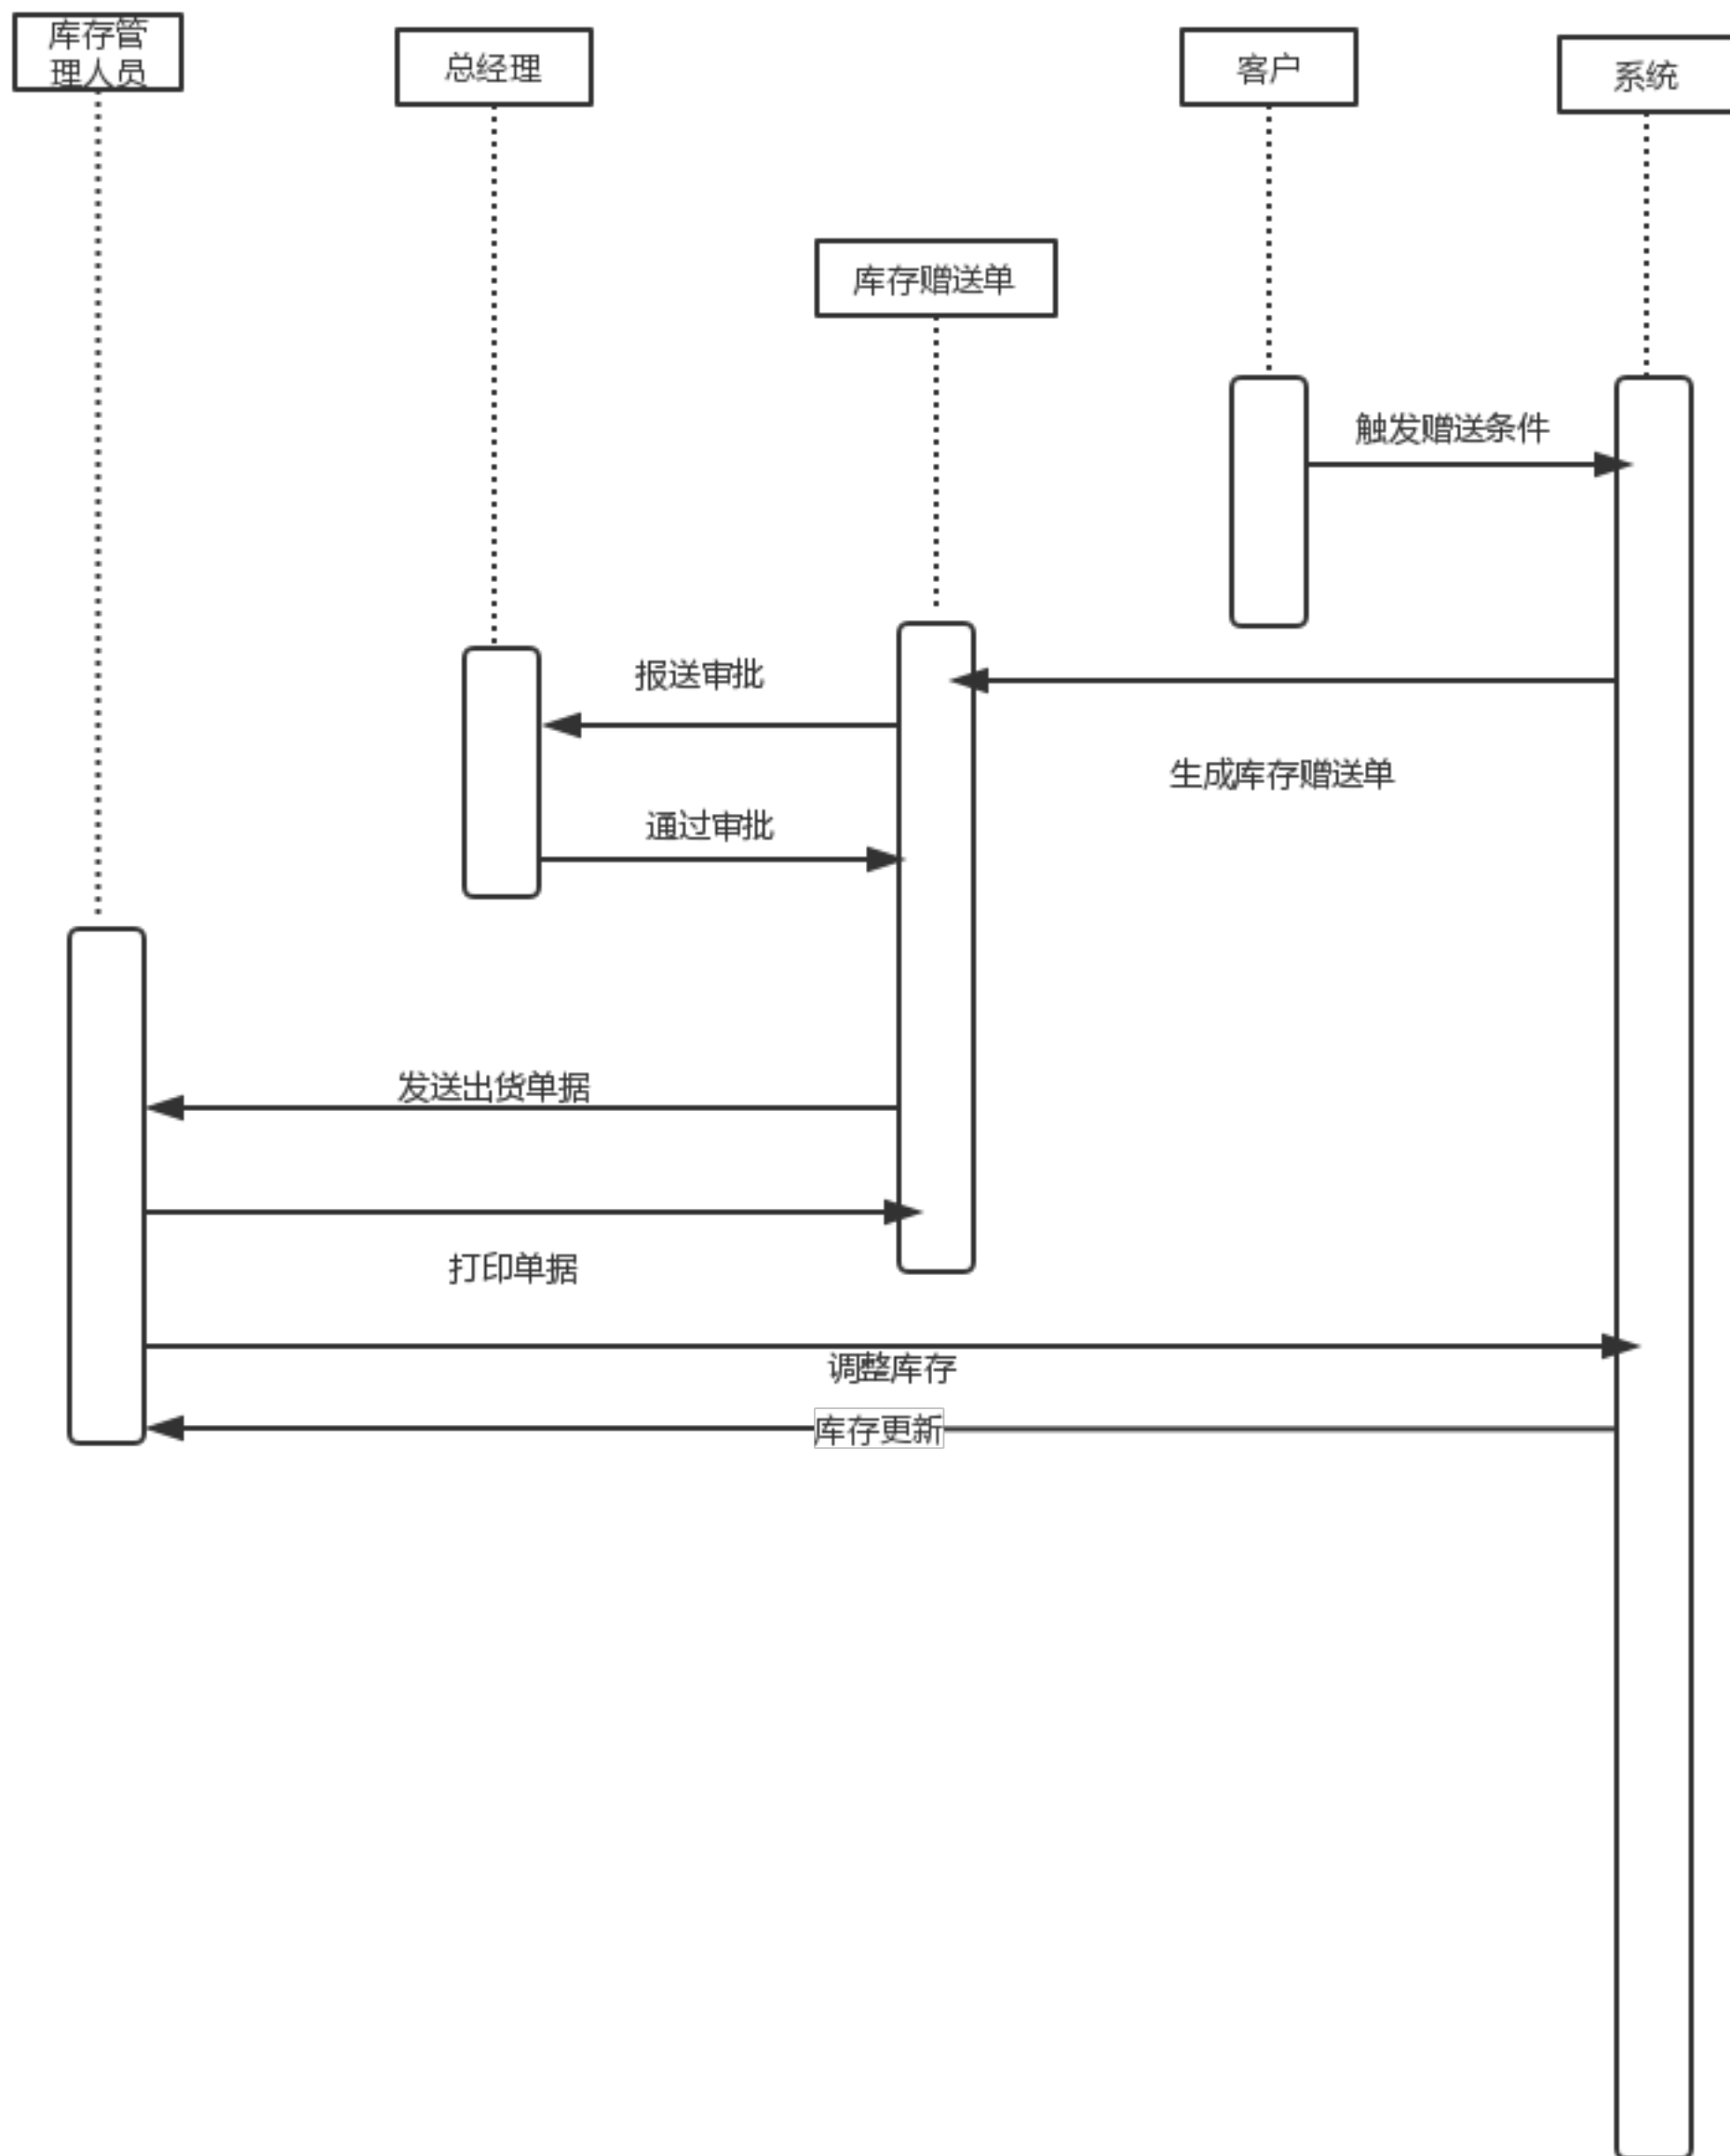 库存管
理人员
总经理
客户
系统
库存赠送单
触发赠送条件
报送审批
生成库存赠送单
通过审批
发送出货单据
打印单据
调整库存
库存更新